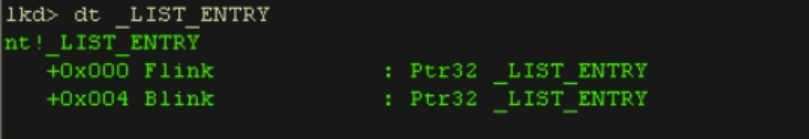 lkd> dt _LIST_ENTRY
nt!_LIST_ENTRY
+0x000 Flink : Ptr32 _LIST_ENTRY
+0x004 Blink : Ptr32 _LIST_ENTRY